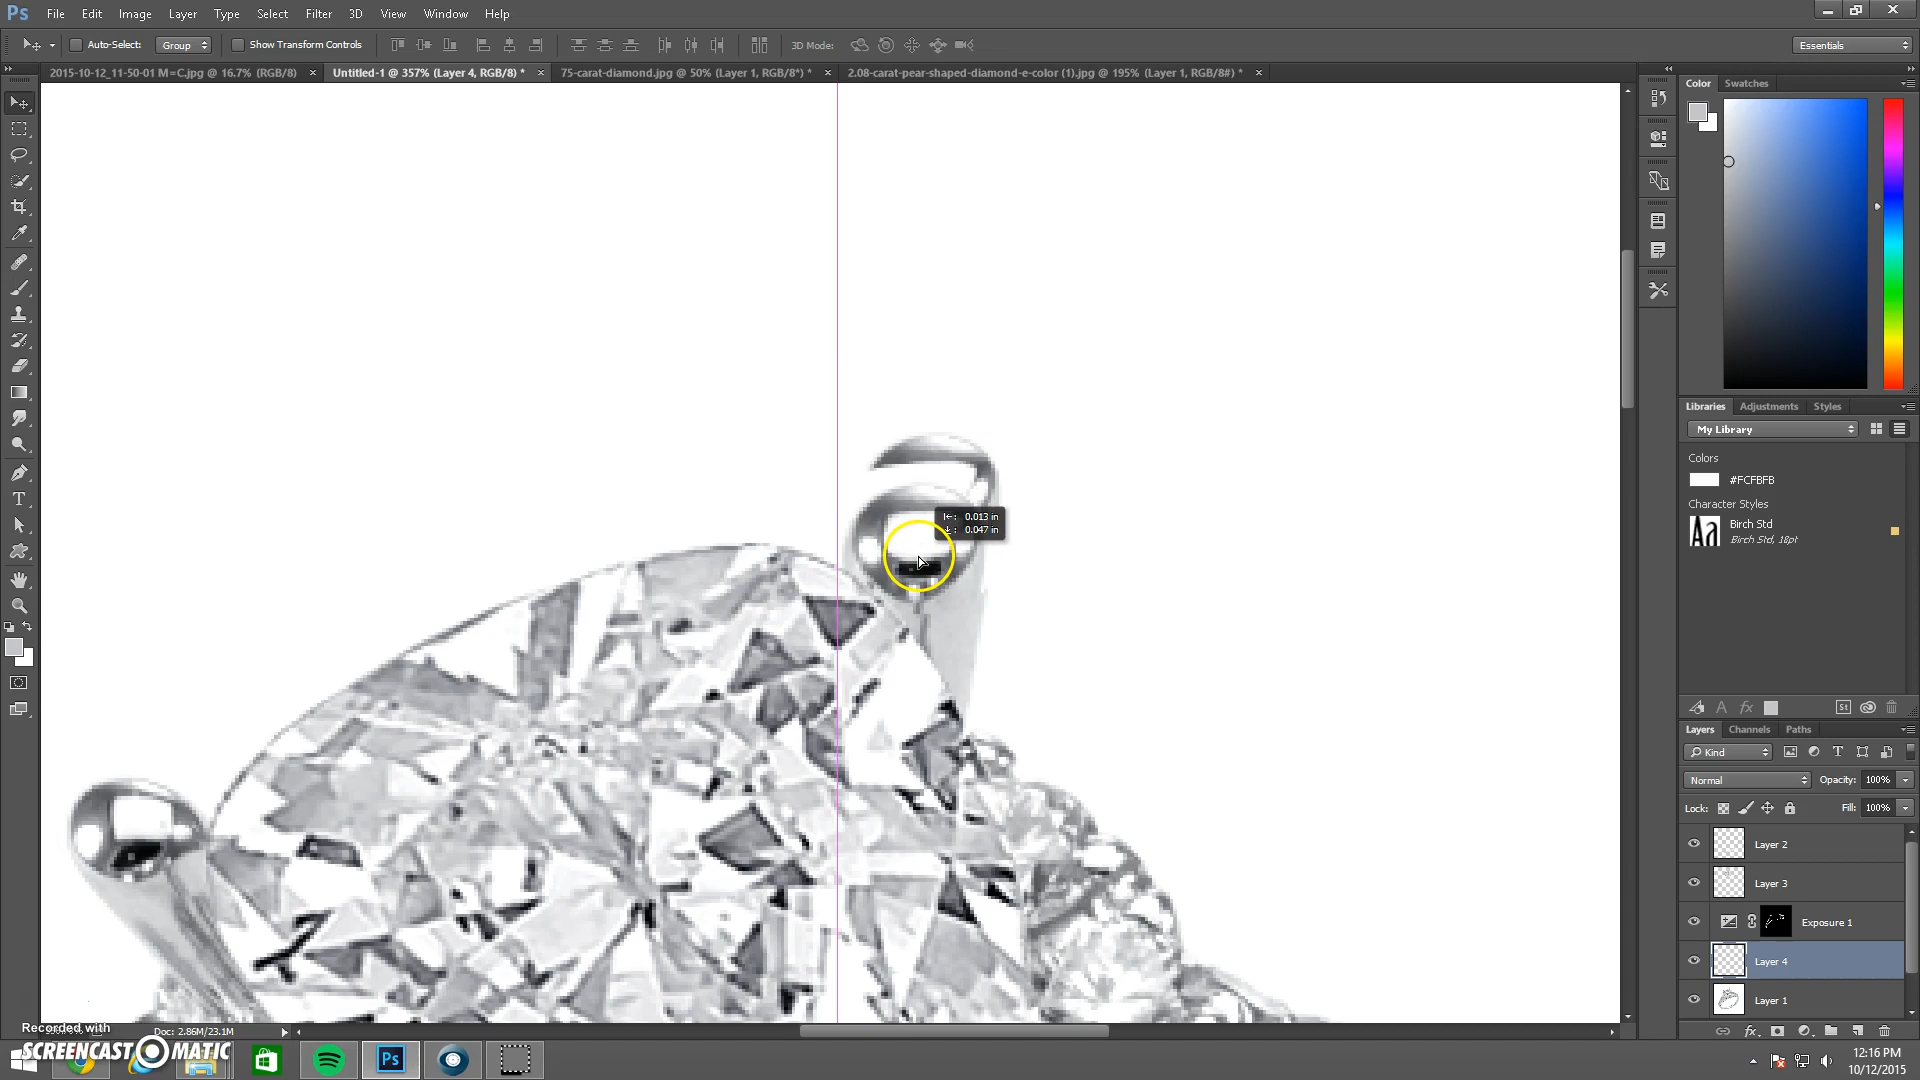 Ps File Edit Image Layer Type Select Filter 3D View Window Help
Auto-Select: Group Show Transform Controls 3D Mode: Essentials
2015-10-12_11-50-01 M=C.jpg @ 16.7% (RGB/8) × Untitled-1 @ 357% (Layer 4, RGB/8) * × 75-carat-diamond.jpg @ 50% (Layer 1, RGB/8*) * × 2.08-carat-pear-shaped-diamond-e-color (1).jpg @ 195% (Layer 1, RGB/8#) * ×
Color Swatches
Libraries Adjustments Styles
My Library
Colors
#FCFBFB
Character Styles
Aa Birch Std
Birch Std, 18pt
0.013 in
0.047 in
St
Layers Channels Paths
Kind
Normal Opacity: 100%
Lock: Fill: 100%
Layer 2
Layer 3
Exposure 1
Layer 4
Layer 1
Recorded with
SCREENCAST MATIC
Doc: 2.86M/23.1M
Ps
12:16 PM
10/12/2015